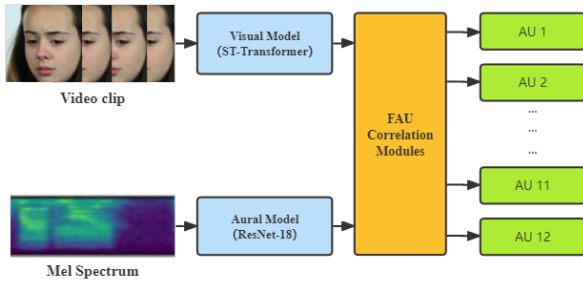 Video clip
Visual Model
(ST-Transformer)
FAU
Correlation
Modules
AU 1
AU 2
...
...
...
AU 11
AU 12
Mel Spectrum
Aural Model
(ResNet-18)